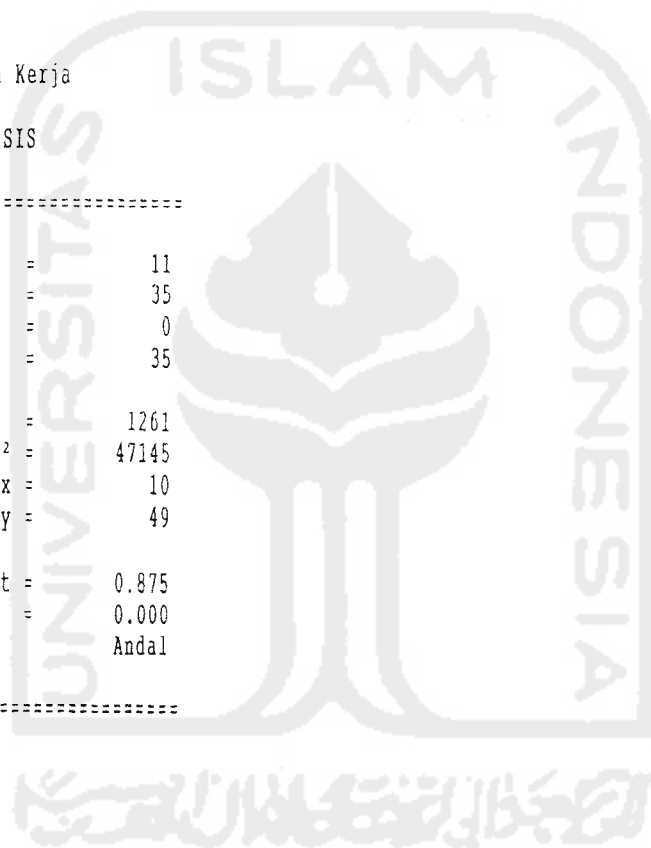 Kerja
SIS
================
= 11
= 35
= 0
= 35
= 1261
² = 47145
x = 10
y = 49
t = 0.875
= 0.000
Andal
================
UNIVERSITAS ISLAM INDONESIA